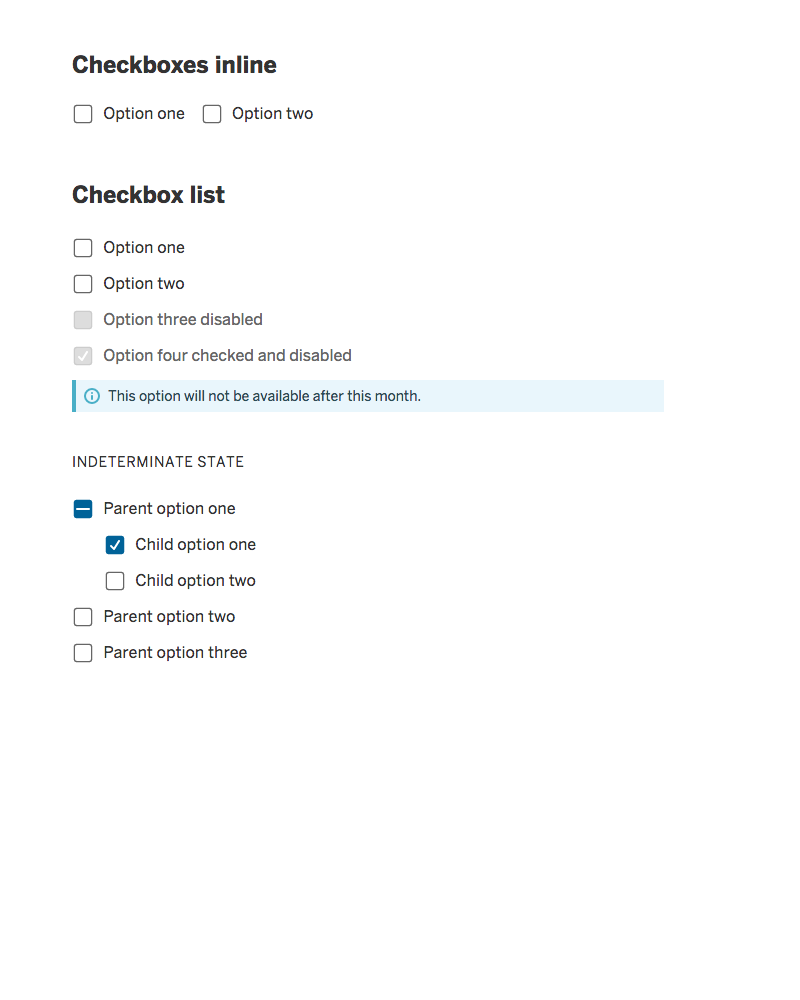 Checkboxes inline
Option one Option two
Checkbox list
Option one
Option two
Option three disabled
Option four checked and disabled
This option will not be available after this month.
INDETERMINATE STATE
Parent option one
Child option one
Child option two
Parent option two
Parent option three